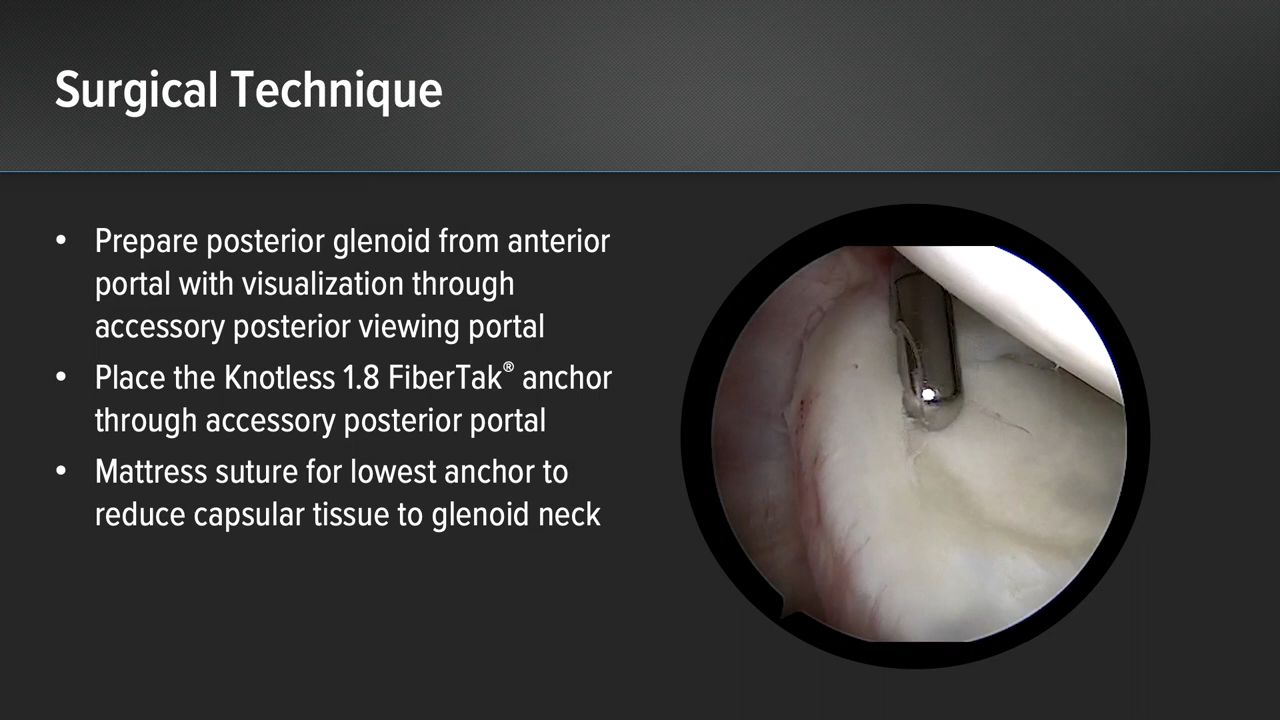 Surgical Technique
• Prepare posterior glenoid from anterior
portal with visualization through
accessory posterior viewing portal
• Place the Knotless 1.8 FiberTak® anchor
through accessory posterior portal
• Mattress suture for lowest anchor to
reduce capsular tissue to glenoid neck